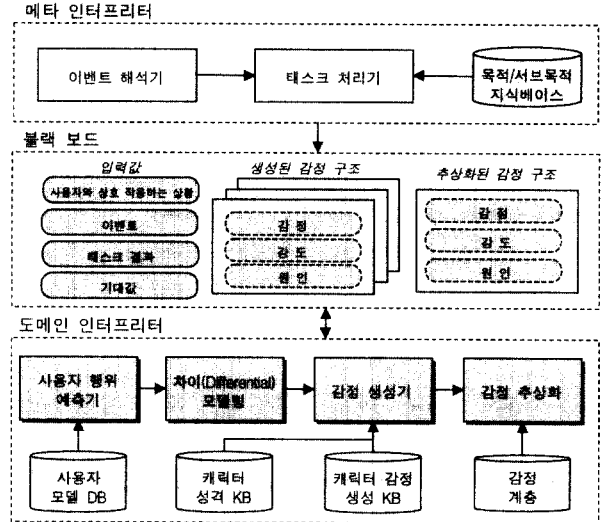 메타 인터프리터
이벤트 해석기
태스크 처리기
목적/서브목적
지식베이스
블랙 보드
입력값
생성된 감정 구조
추상화된 감정 구조
사용자와 상호 작용하는 상황
이벤트
태스크 결과
기대값
감 정
감 도
원 인
감 정
감 도
원 인
도메인 인터프리터
사용자 행위
예측기
차이(Differential)
모델링
감정 생성기
감정 추상화
사용자
모델 DB
캐릭터
성격 KB
캐릭터 감정
생성 KB
감정
계층